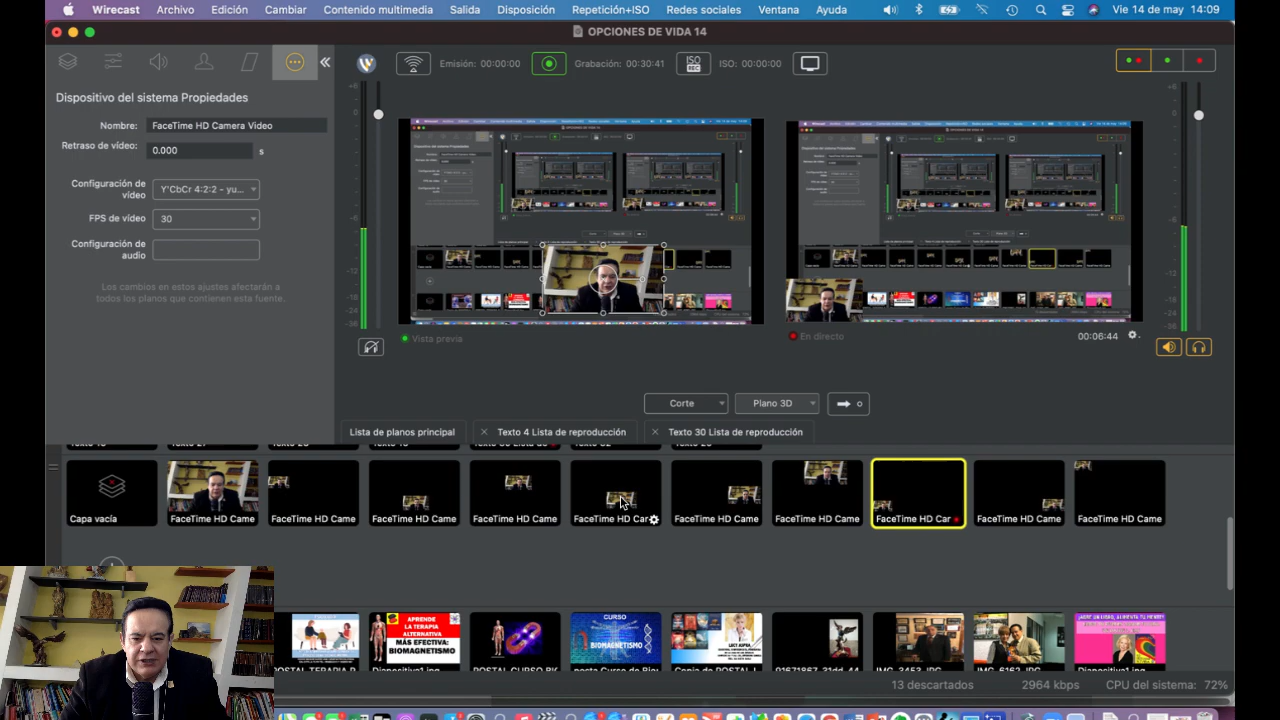 Wirecast Archivo Edición Cambiar Contenido multimedia Salida Disposición Repetición+ISO Redes sociales Ventana Ayuda Vie 14 de may 14:09
OPCIONES DE VIDA 14
Emisión: 00:00:00 Grabación: 00:30:41 ISO REC ISO: 00:00:00
Dispositivo del sistema Propiedades
Nombre: FaceTime HD Camera Vídeo
Retraso de vídeo: 0.000 s
Configuración de vídeo Y'CbCr 4:2:2 - yu...
FPS de vídeo 30
Configuración de audio
Los cambios en estos ajustes afectarán a
todos los planos que contienen esta fuente.
Vista previa
En directo
00:06:44
Corte Plano 3D
Lista de planos principal Texto 4 Lista de reproducción Texto 30 Lista de reproducción
Capa vacía FaceTime HD Came FaceTime HD Came FaceTime HD Came FaceTime HD Came FaceTime HD Car FaceTime HD Came FaceTime HD Came FaceTime HD Car FaceTime HD Came FaceTime HD Came
APRENDE
LA TERAPIA
ALTERNATIVA
MÁS EFECTIVA:
BIOMAGNETISMO
CURSO
BIOMAGNETISMO
13 descartados 2964 kbps CPU del sistema: 72%